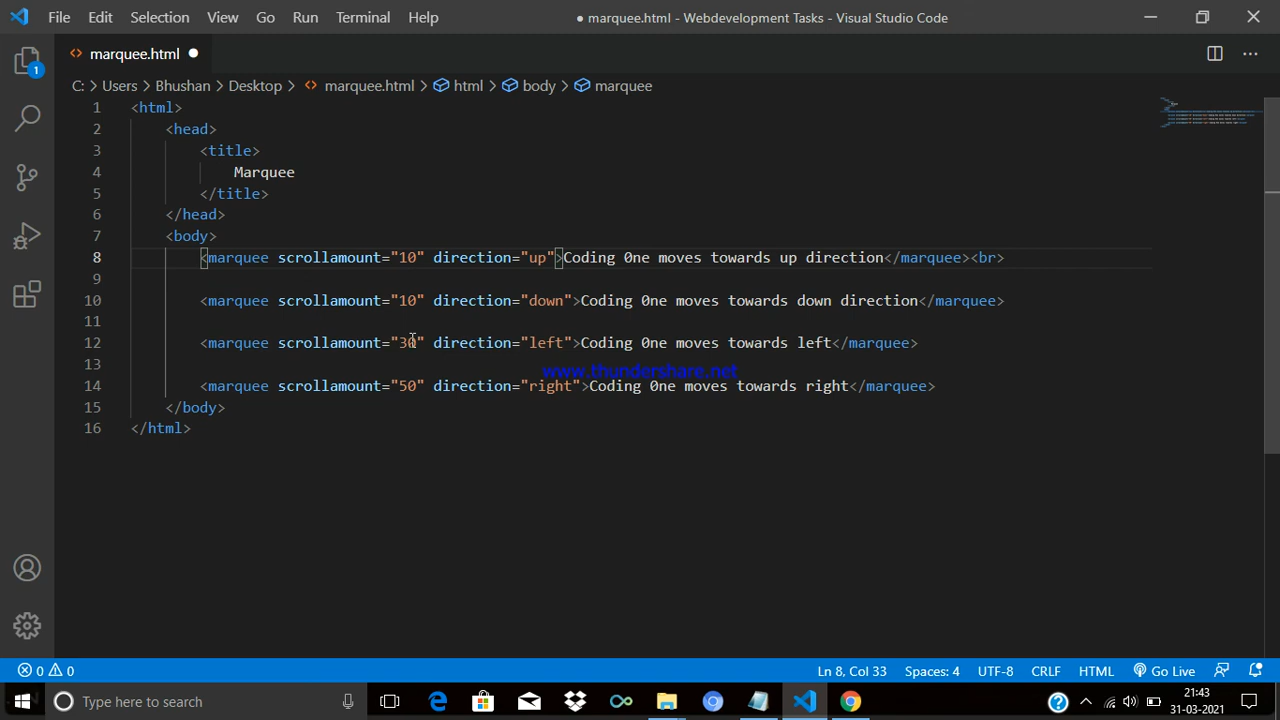 File Edit Selection View Go Run Terminal Help ● marquee.html - Webdevelopment Tasks - Visual Studio Code
marquee.html ●
1
C: > Users > Bhushan > Desktop > marquee.html > html > body > marquee
1 <html>
2 <head>
3 <title>
4 Marquee
5 </title>
6 </head>
7 <body>
8 <marquee scrollamount="10" direction="up">Coding 0ne moves towards up direction</marquee><br>
9
10 <marquee scrollamount="10" direction="down">Coding 0ne moves towards down direction</marquee>
11
12 <marquee scrollamount="30" direction="left">Coding 0ne moves towards left</marquee>
13
www.thundershare.net
14 <marquee scrollamount="50" direction="right">Coding 0ne moves towards right</marquee>
15 </body>
16 </html>
0 0 Ln 8, Col 33 Spaces: 4 UTF-8 CRLF HTML Go Live
Type here to search
21:43
31-03-2021